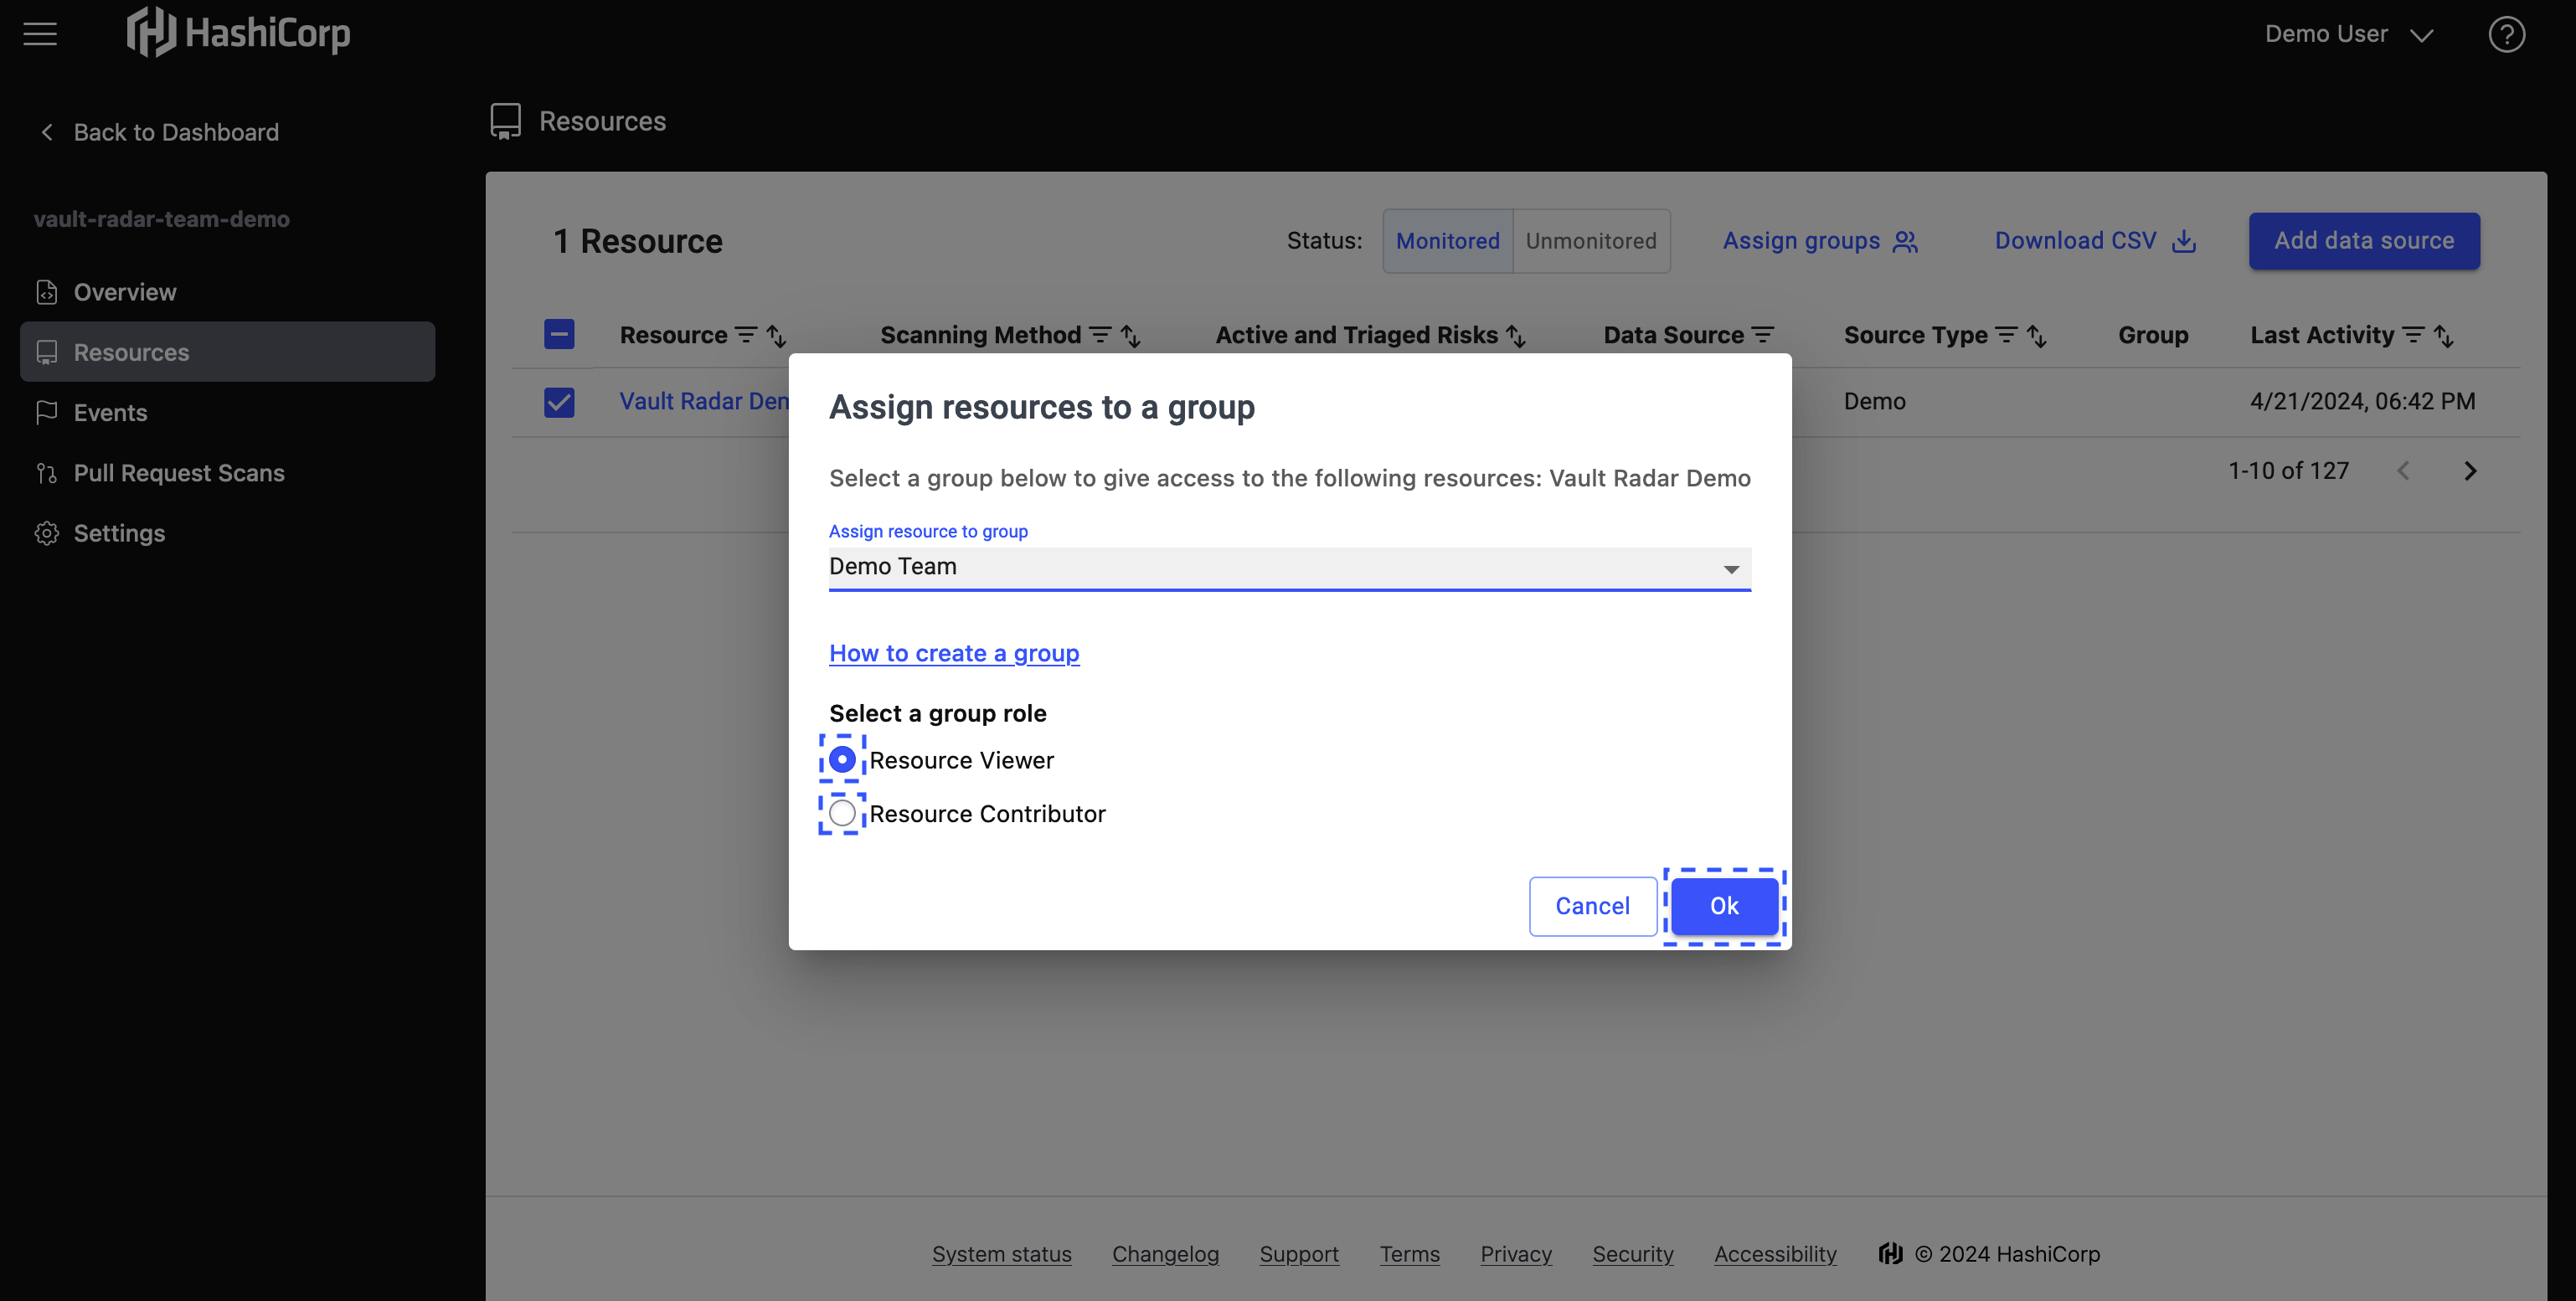 HashiCorp
Demo User
Back to Dashboard
Resources
vault-radar-team-demo
1 Resource
Status:
Monitored
Unmonitored
Assign groups
Download CSV
Add data source
Overview
Resources
Events
Pull Request Scans
Settings
Resource
Scanning Method
Active and Triaged Risks
Data Source
Source Type
Group
Last Activity
Vault Radar Dem
Demo
4/21/2024, 06:42 PM
1-10 of 127
Assign resources to a group
Select a group below to give access to the following resources: Vault Radar Demo
Assign resource to group
Demo Team
How to create a group
Select a group role
Resource Viewer
Resource Contributor
Cancel
Ok
System status
Changelog
Support
Terms
Privacy
Security
Accessibility
© 2024 HashiCorp